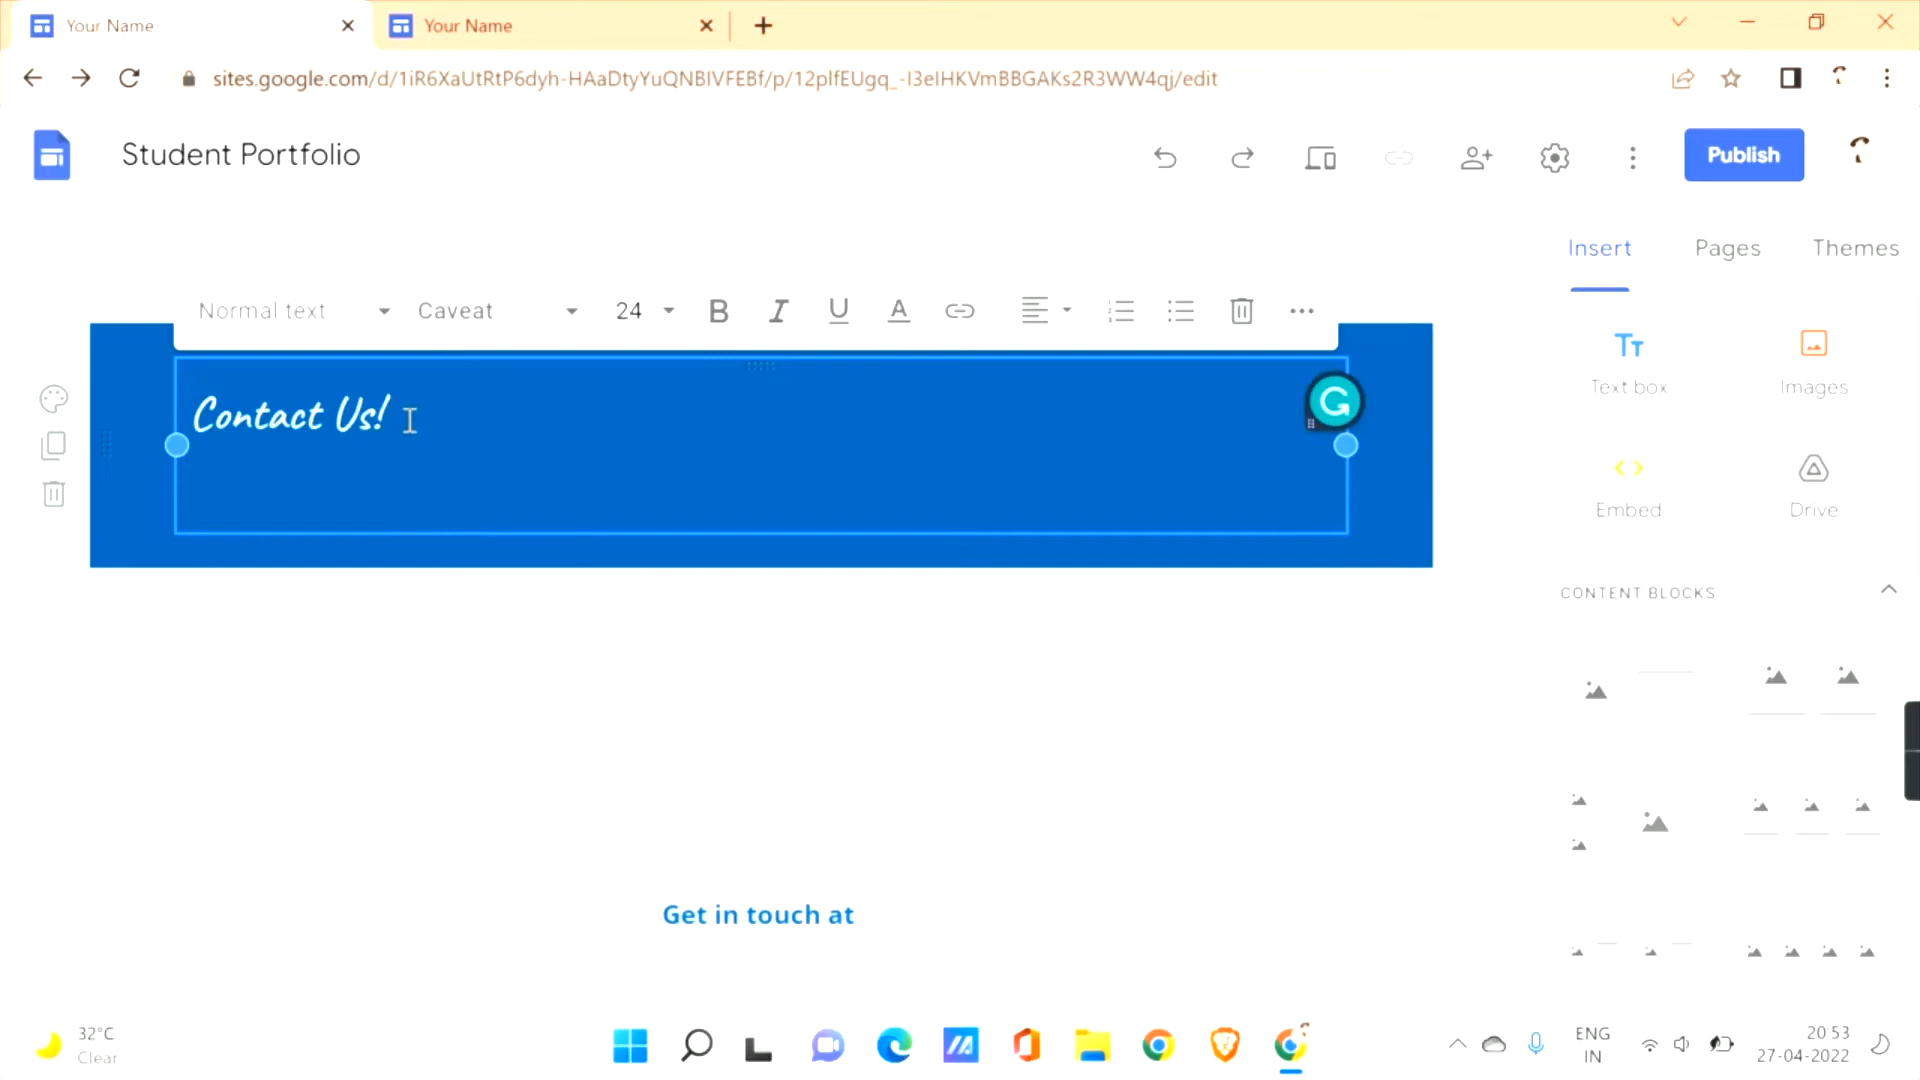 Your Name
Your Name
sites.google.com/d/1iR6XaUtRtP6dyh-HAaDtyYuQNBIVFEBf/p/12plfEUgq_-I3eIHKVmBBGAKs2R3WW4qj/edit
Student Portfolio
Publish
Insert
Pages
Themes
Normal text
Caveat
24
B
I
U
A
Contact Us!
Text box
Images
Embed
Drive
CONTENT BLOCKS
Get in touch at
32°C
Clear
ENG
IN
20:53
27-04-2022